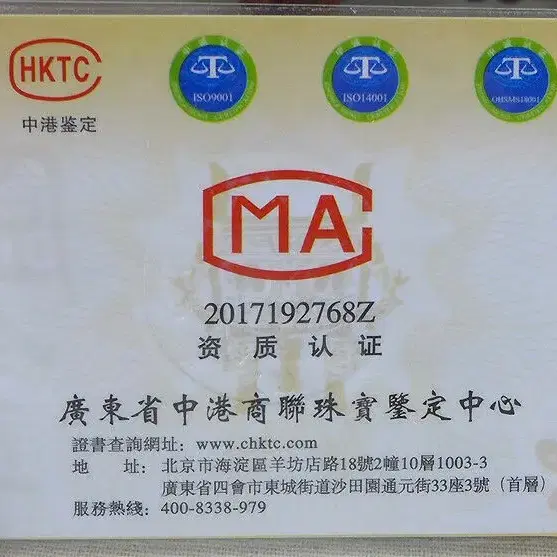 HKTC
中港鉴定
ISO9001
ISO14001
OHSAS18001
MA
2017192768Z
资质认证
廣東省中港商聯珠寶鑒定中心
證書查詢網址：www.chktc.com
地　址：北京市海淀區羊坊店路18號2幢10層1003-3
廣東省四會市東城街道沙田園通元街33座3號（首層）
服務熱綫：400-8338-979